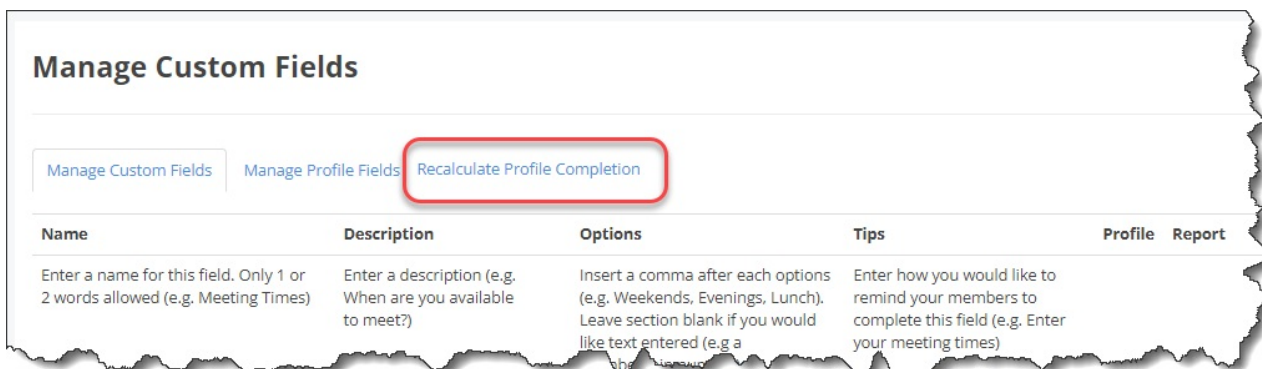 Manage Custom Fields
Manage Custom Fields Manage Profile Fields Recalculate Profile Completion
Name Description Options Tips Profile Report
Enter a name for this field. Only 1 or Enter a description (e.g. Insert a comma after each options Enter how you would like to
2 words allowed (e.g. Meeting Times) When are you available (e.g. Weekends, Evenings, Lunch). remind your members to
to meet?) Leave section blank if you would complete this field (e.g. Enter
like text entered (e.g a your meeting times)